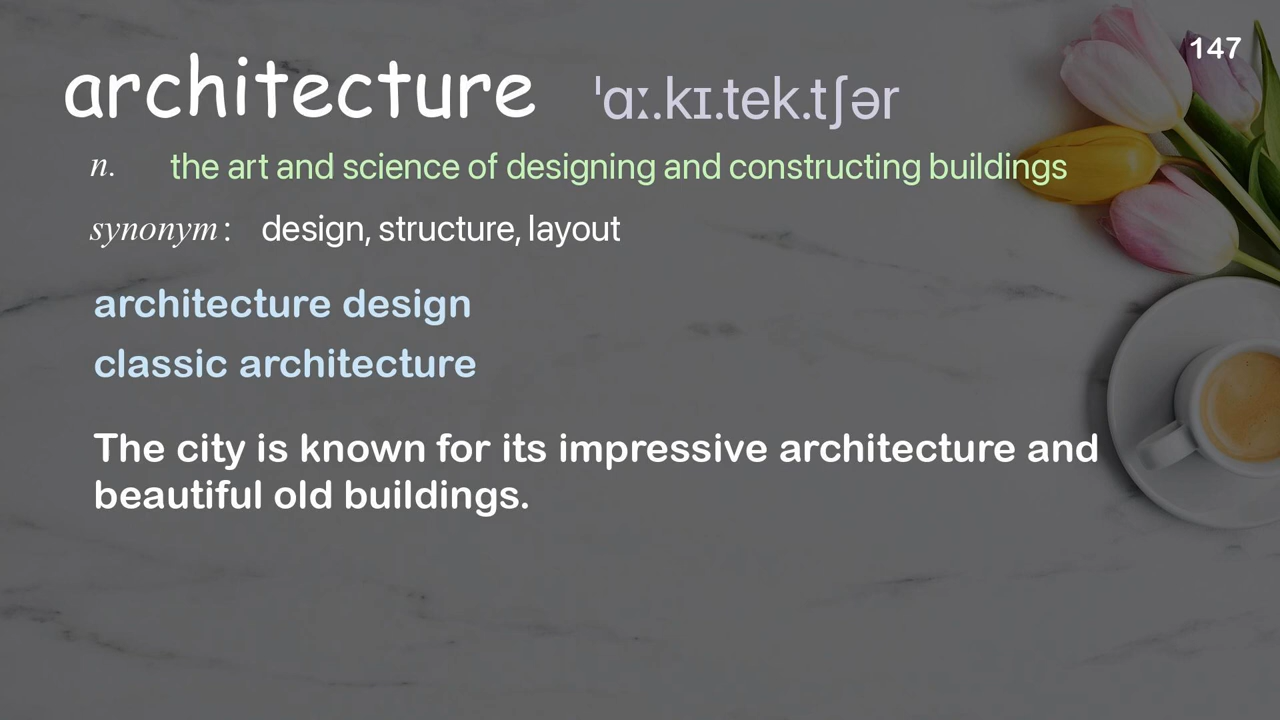 147
architecture ˈɑː.kɪ.tek.tʃər
n. the art and science of designing and constructing buildings
synonym: design, structure, layout
architecture design
classic architecture
The city is known for its impressive architecture and
beautiful old buildings.